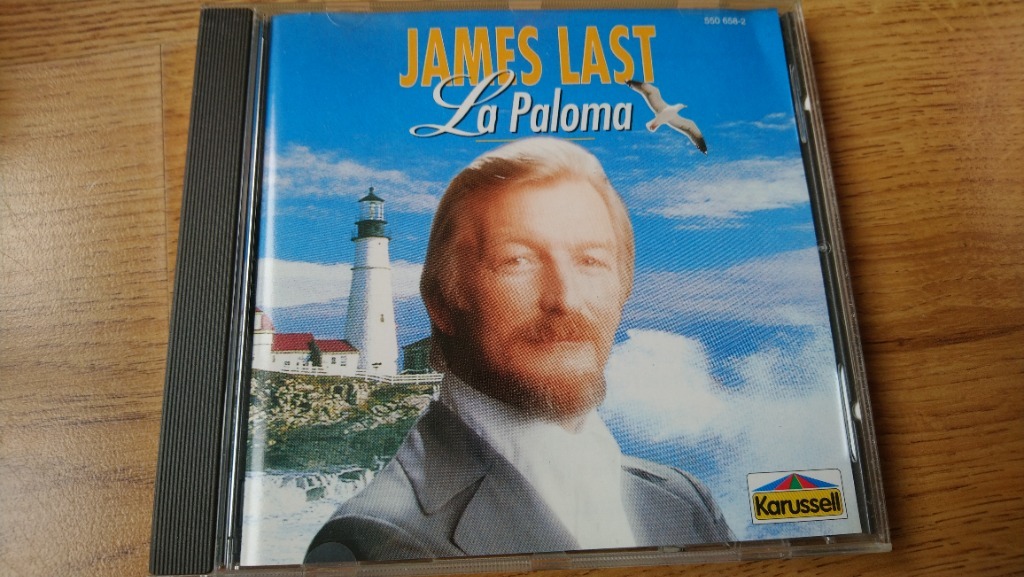 550 658-2
JAMES LAST
La Paloma
Karussell